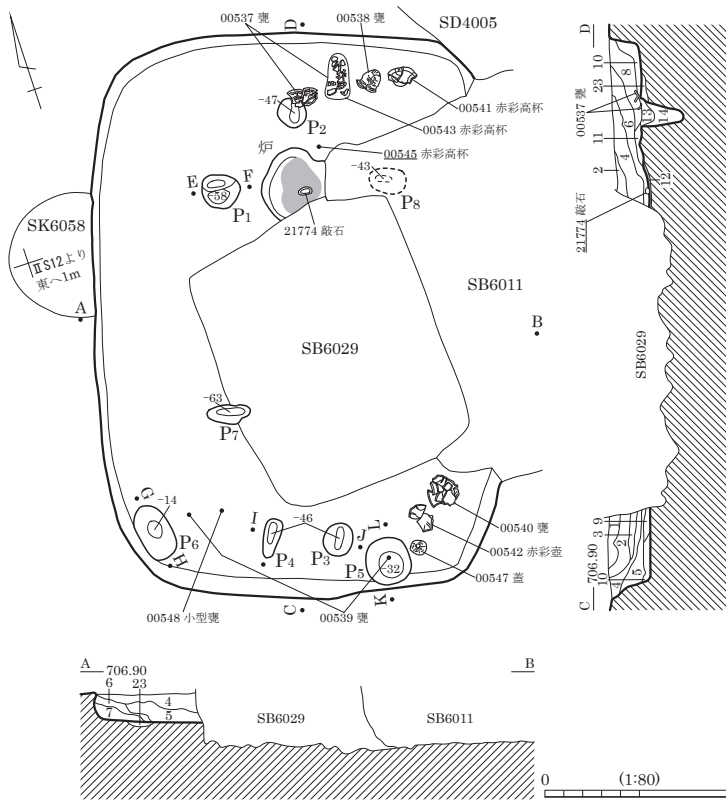 D
SD4005
00537 甕
00538 甕
-47
P2
00541 赤彩高杯
00543 赤彩高杯
炉
00545 赤彩高杯
-43
P8
E
F
-58
P1
21774 敲石
SK6058
ⅡS12より
東へ1m
A
SB6011
B
SB6029
-63
P7
G
-14
P6
H
I
-46
P4
P3
J
L
P5
-32
K
00540 甕
00542 赤彩壺
00547 蓋
00548 小型甕
C
00539 甕
D
10
23
8
00537 甕
6
13
14
11
4
2
12
21774 敲石
SB6029
9
3
2
706.90
10
4
5
C
A
706.90
B
6
23
4
7
5
SB6029
SB6011
0
(1:80)